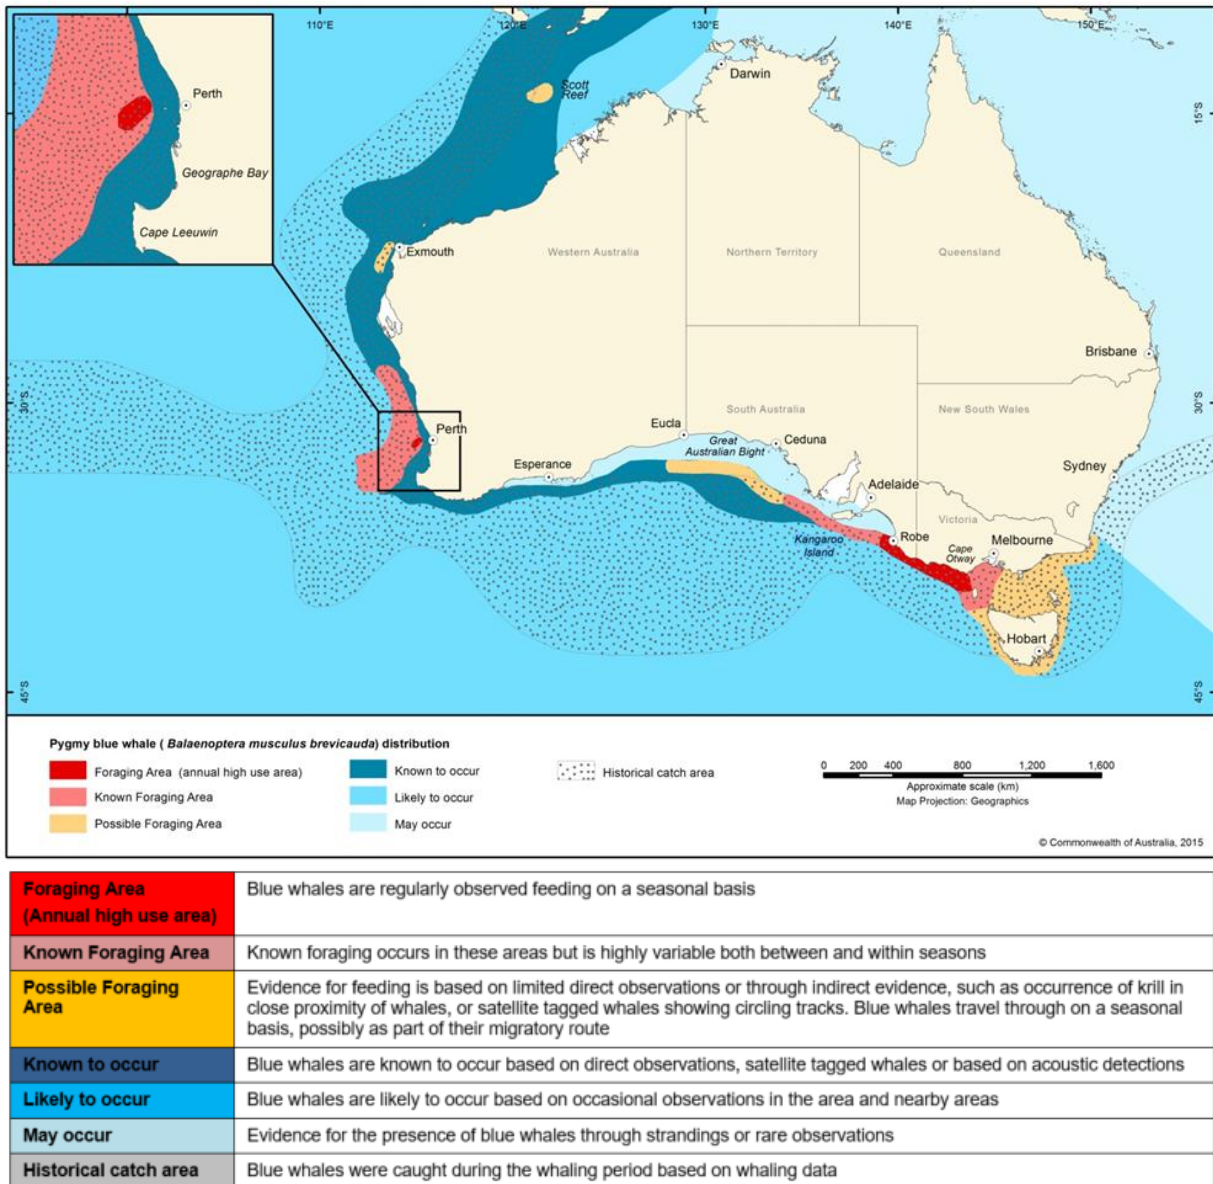 110°E
120°E
130°E
140°E
150°E
Perth
Geographe Bay
Cape Leeuwin
Scott
Reef
Darwin
15°S
Exmouth
Western Australia
Northern Territory
Queensland
Brisbane
30°S
30°S
South Australia
New South Wales
Perth
Eucla
Great
Australian Bight
Ceduna
Esperance
Sydney
Adelaide
Victoria
Kangaroo
Island
Robe
Cape
Otway
Melbourne
Hobart
45°S
45°S
Pygmy blue whale ( Balaenoptera musculus brevicauda) distribution
Foraging Area (annual high use area)
Known Foraging Area
Possible Foraging Area
Known to occur
Likely to occur
May occur
Historical catch area
0 200 400 800 1,200 1,600
Approximate scale (km)
Map Projection: Geographics
© Commonwealth of Australia, 2015
Foraging Area
(Annual high use area)
Blue whales are regularly observed feeding on a seasonal basis
Known Foraging Area
Known foraging occurs in these areas but is highly variable both between and within seasons
Possible Foraging
Area
Evidence for feeding is based on limited direct observations or through indirect evidence, such as occurrence of krill in
close proximity of whales, or satellite tagged whales showing circling tracks. Blue whales travel through on a seasonal
basis, possibly as part of their migratory route
Known to occur
Blue whales are known to occur based on direct observations, satellite tagged whales or based on acoustic detections
Likely to occur
Blue whales are likely to occur based on occasional observations in the area and nearby areas
May occur
Evidence for the presence of blue whales through strandings or rare observations
Historical catch area
Blue whales were caught during the whaling period based on whaling data